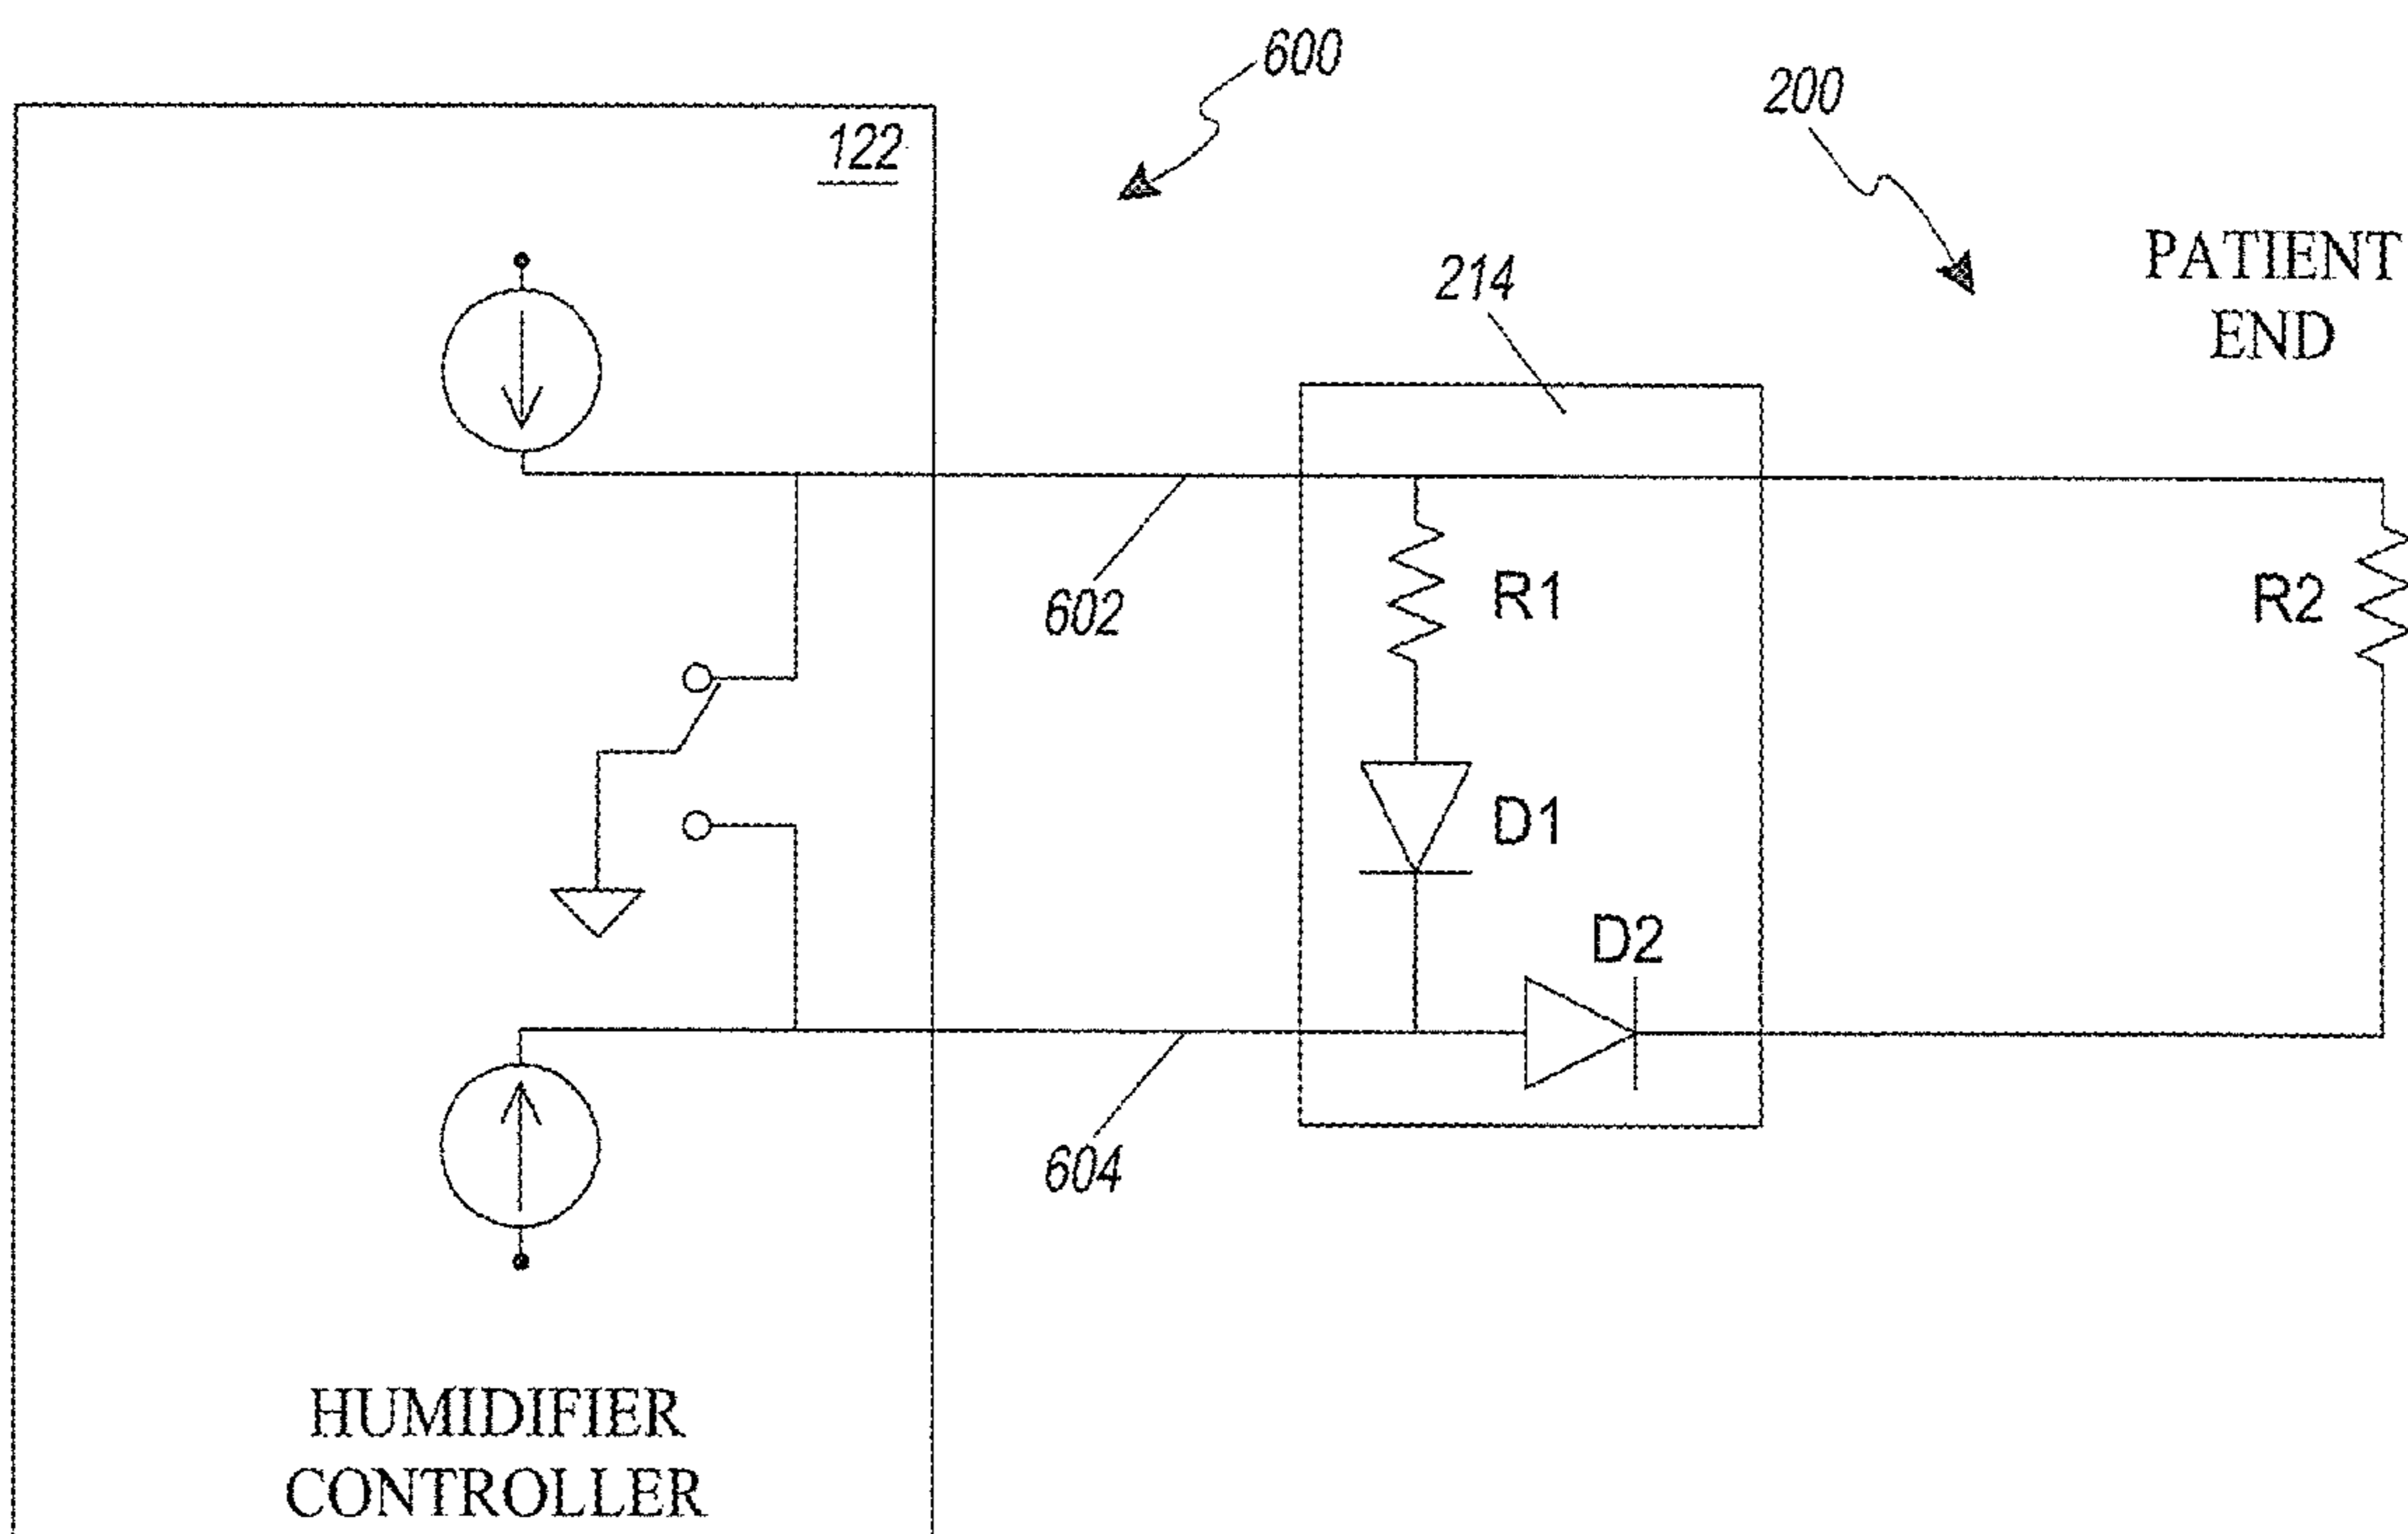 600
200
122
PATIENT
END
214
602
R1
R2
D1
D2
604
HUMIDIFIER
CONTROLLER